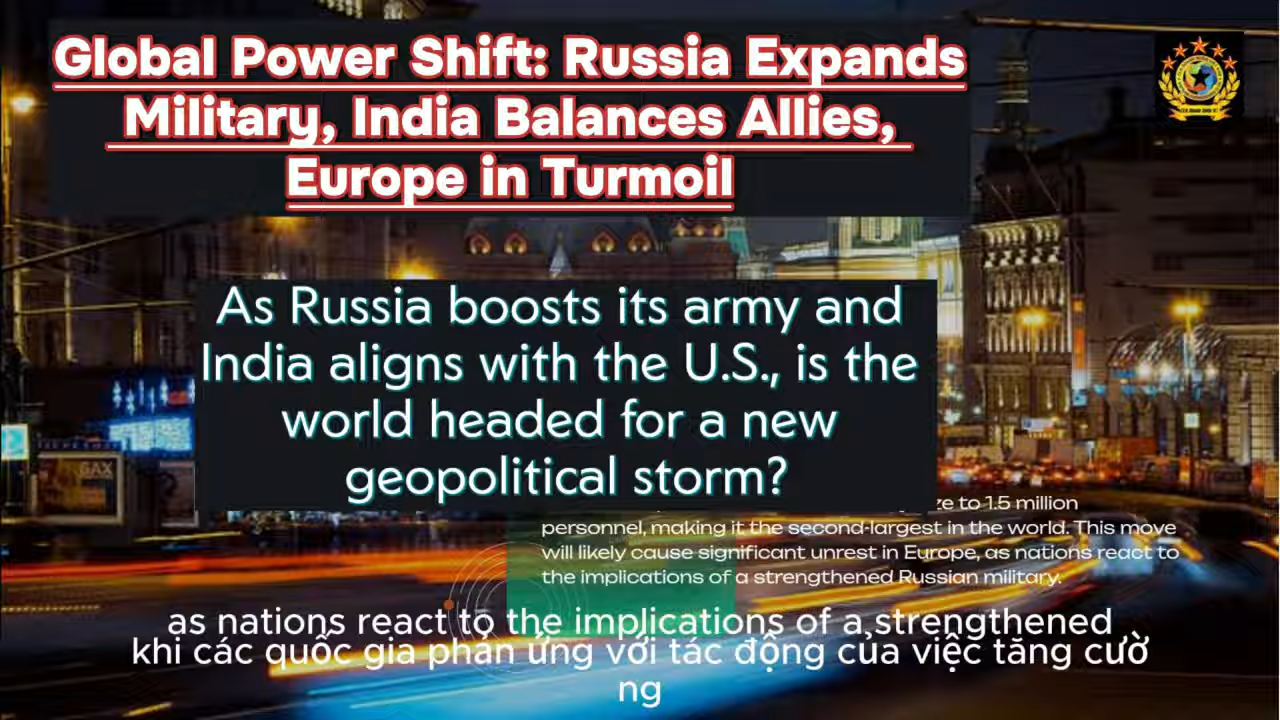 Global Power Shift: Russia Expands
Military, India Balances Allies,
Europe in Turmoil
As Russia boosts its army and
India aligns with the U.S., is the
world headed for a new
geopolitical storm?
ze to 1.5 million
personnel, making it the second-largest in the world. This move
will likely cause significant unrest in Europe, as nations react to
the implications of a strengthened Russian military.
as nations react to the implications of a strengthened
khi các quốc gia phản ứng với tác động của việc tăng cườ
ng